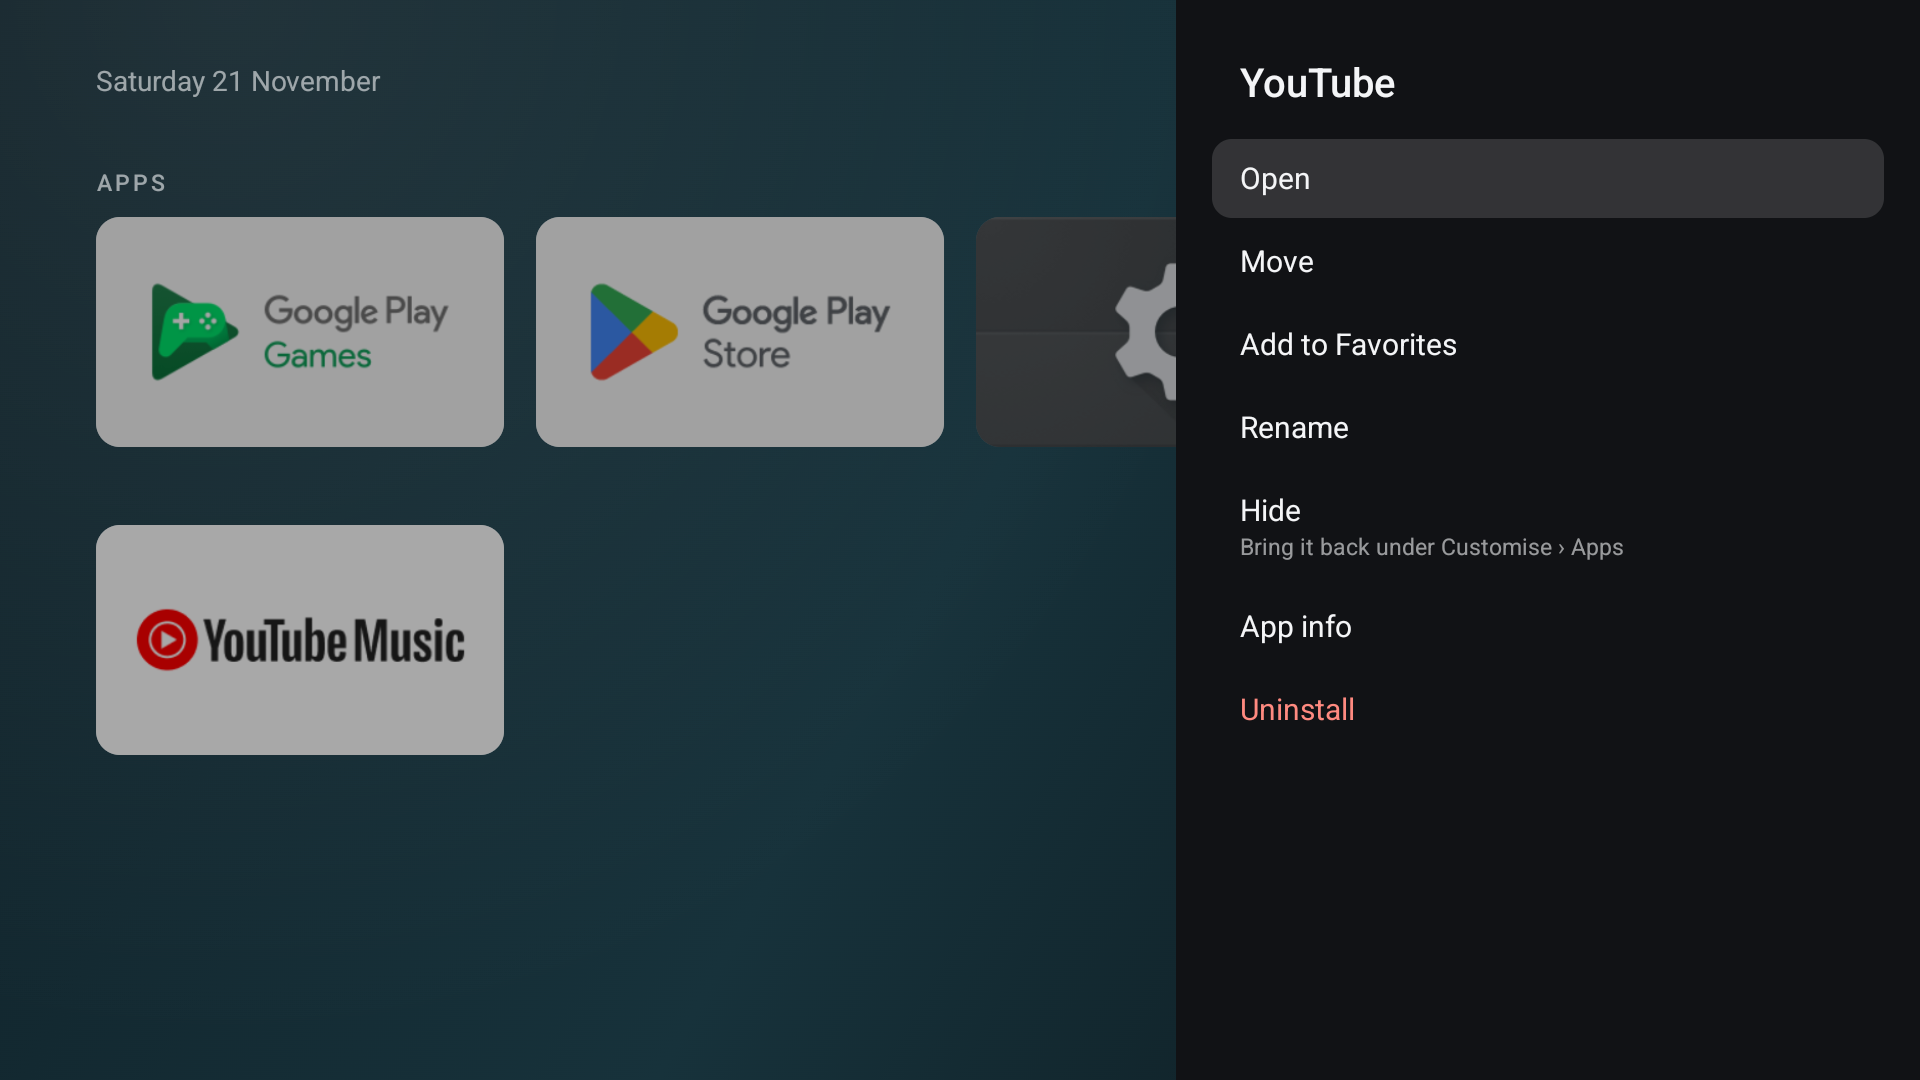 Saturday 21 November
APPS
Google Play
Games
Google Play
Store
YouTube Music
YouTube
Open
Move
Add to Favorites
Rename
Hide
Bring it back under Customise › Apps
App info
Uninstall